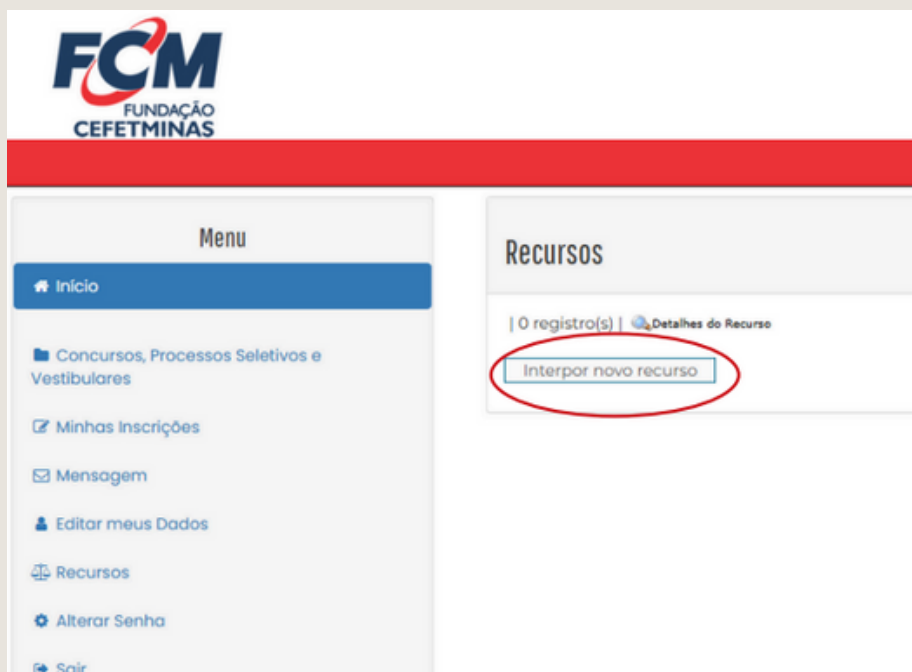 FCM
FUNDAÇÃO
CEFETMINAS
Menu
Início
Concursos, Processos Seletivos e
Vestibulares
Minhas Inscrições
Mensagem
Editar meus Dados
Recursos
Alterar Senha
Sair
Recursos
| 0 registro(s) | Detalhes do Recurso
Interpor novo recurso